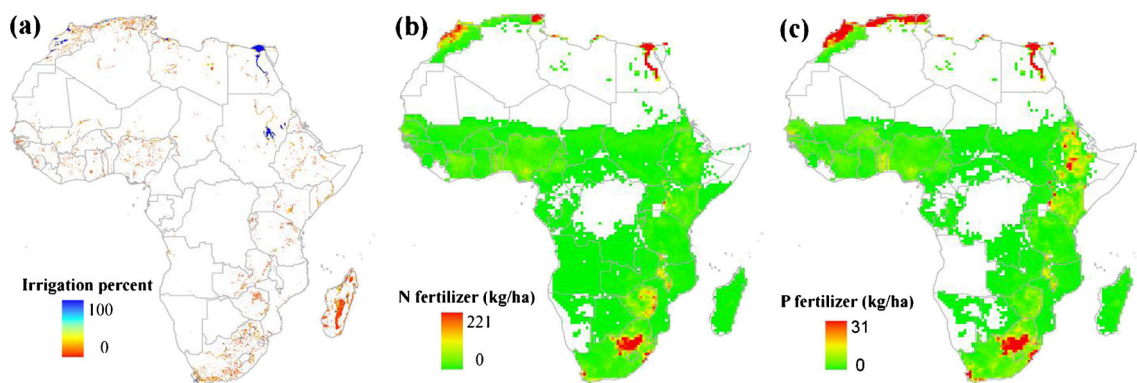 (a)
Irrigation percent
100
0
(b)
N fertilizer (kg/ha)
221
0
(c)
P fertilizer (kg/ha)
31
0